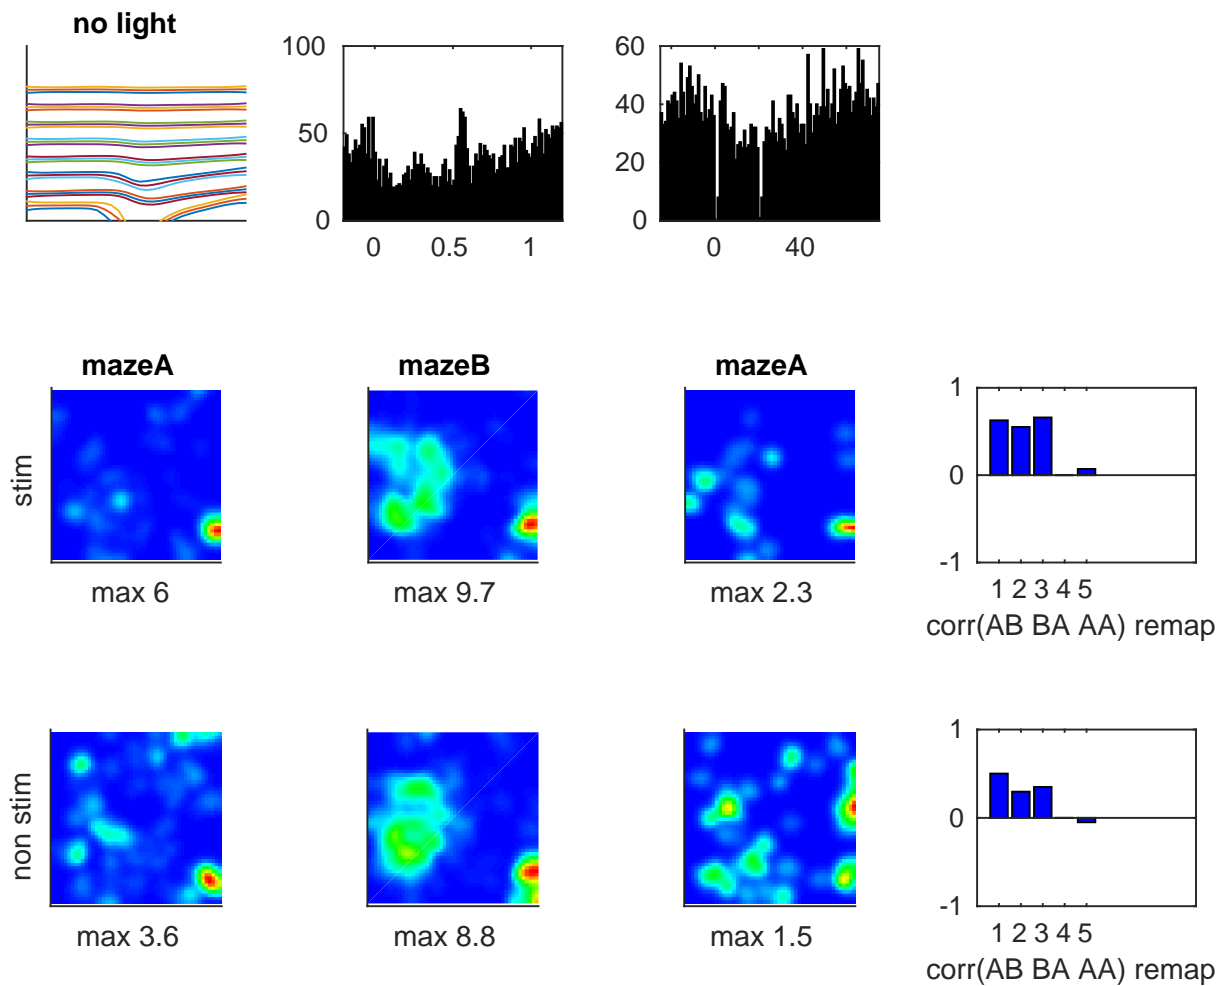 no light
100
50
0
0
0.5
1
60
40
20
0
0
40
mazeA
mazeB
mazeA
stim
max 6
max 9.7
max 2.3
1
0
-1
1 2 3 4 5
corr(AB BA AA) remap
non stim
max 3.6
max 8.8
max 1.5
1
0
-1
1 2 3 4 5
corr(AB BA AA) remap